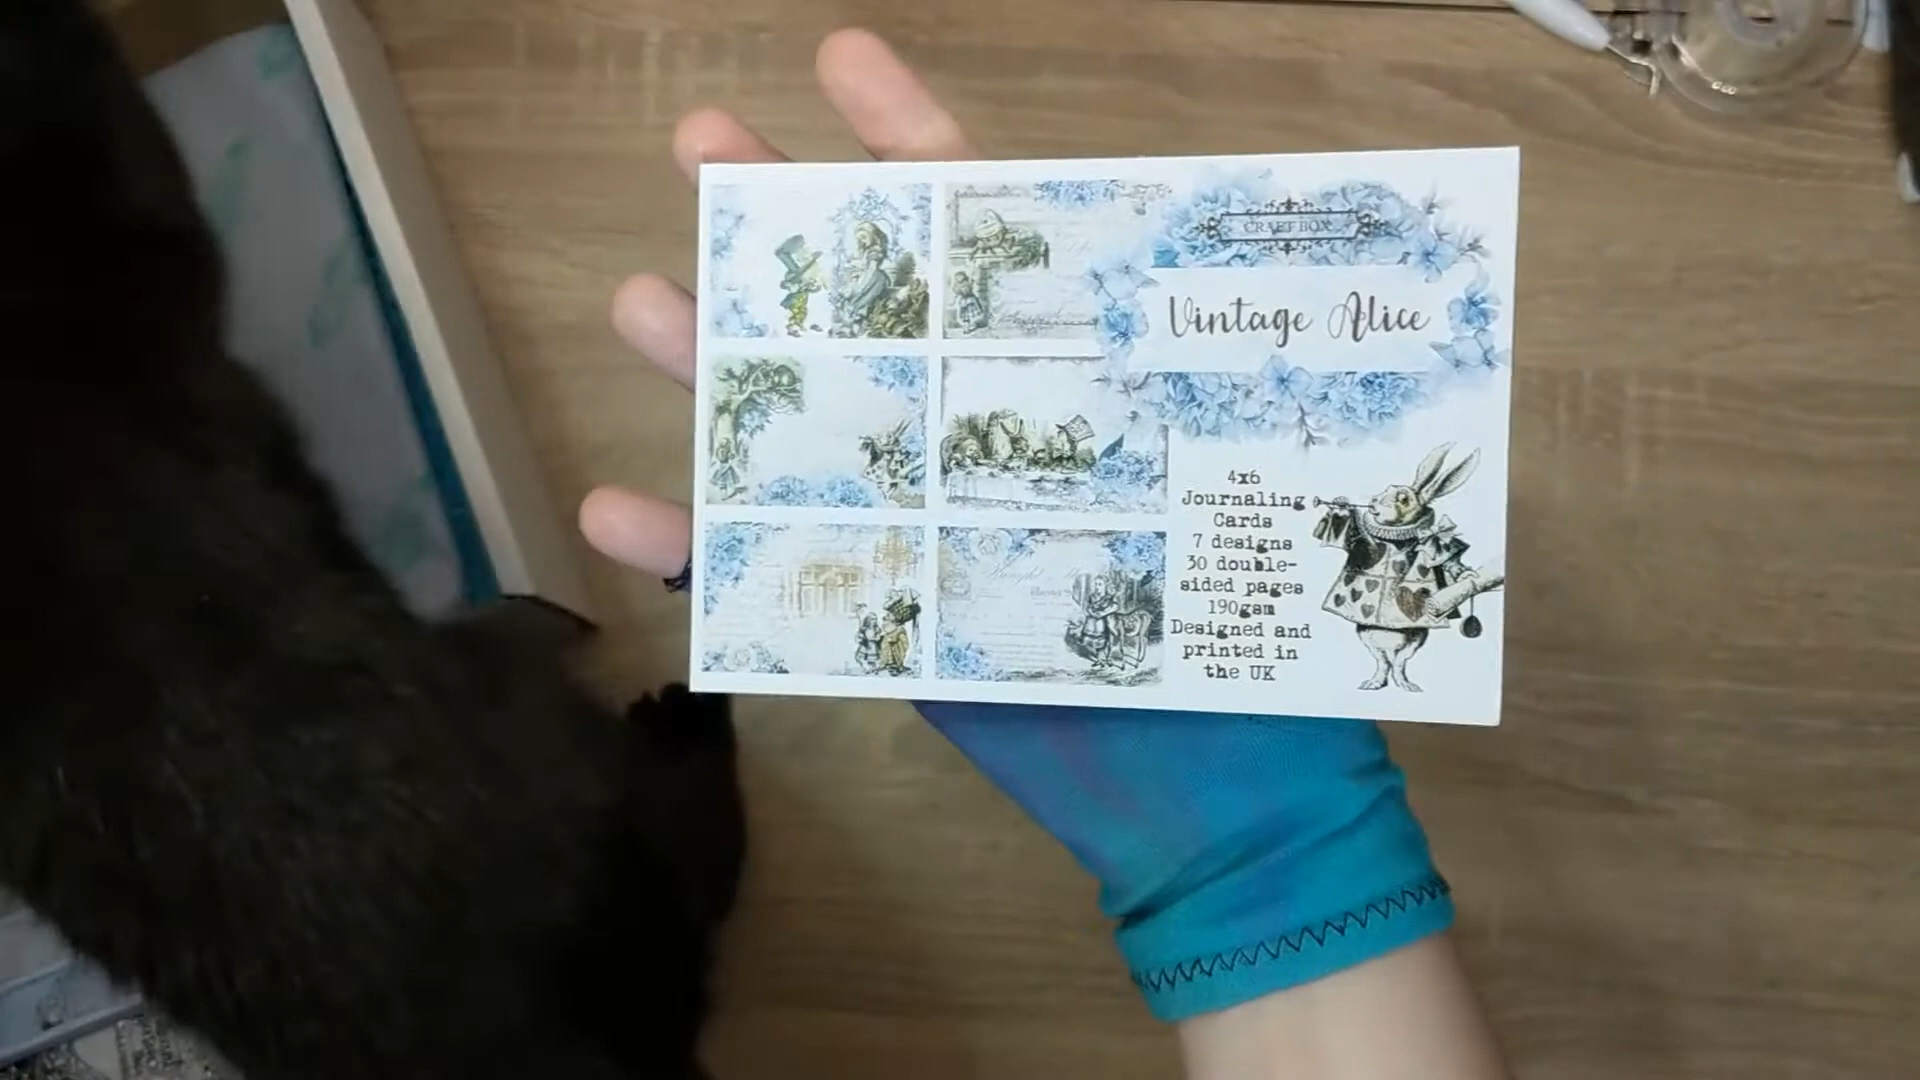 CRAFT BOX
Vintage Alice
4x6
Journaling
Cards
7 designs
30 double-
sided pages
190gsm
Designed and
printed in
the UK